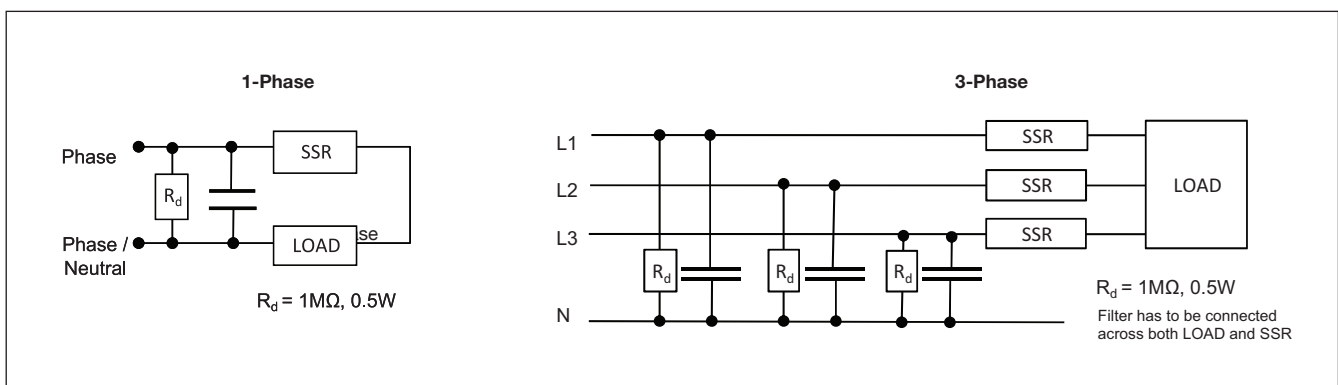 1-Phase
Phase
SSR
R_d
Phase /
Neutral
LOAD
se
R_d = 1MΩ, 0.5W
3-Phase
L1
SSR
L2
SSR
LOAD
L3
SSR
R_d
R_d
R_d
N
R_d = 1MΩ, 0.5W
Filter has to be connected
across both LOAD and SSR